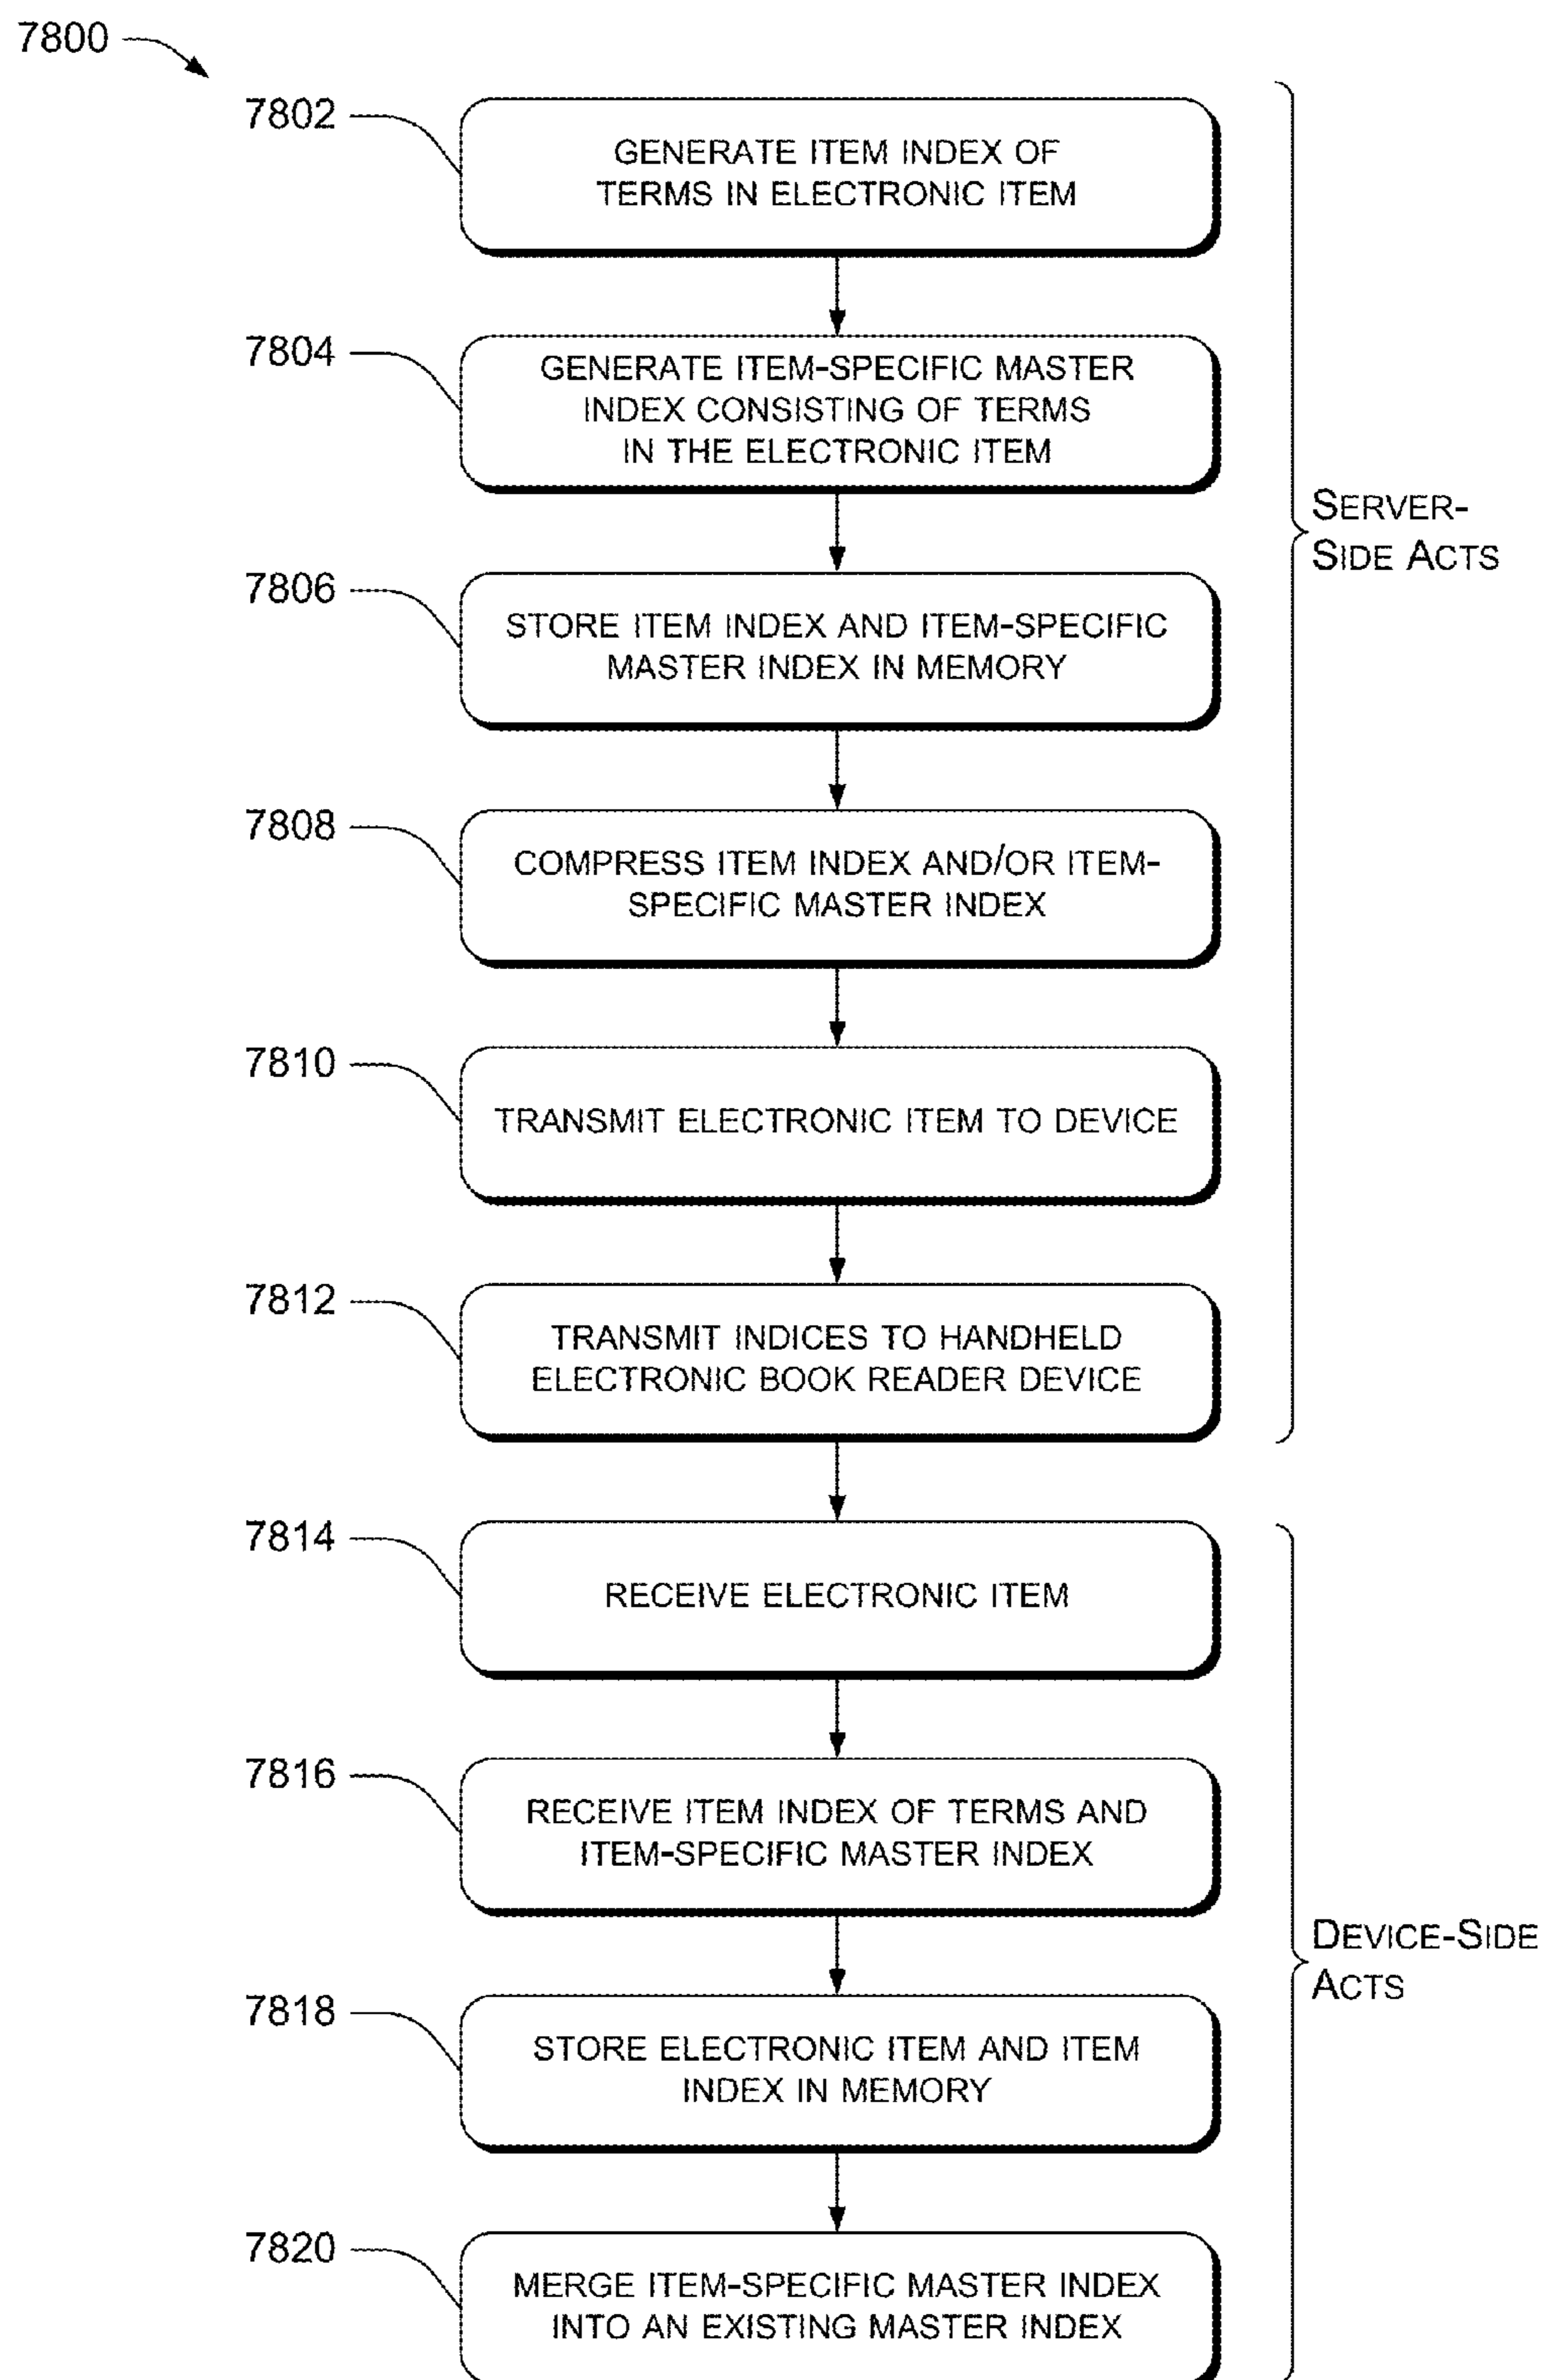 7800
7802
GENERATE ITEM INDEX OF
TERMS IN ELECTRONIC ITEM
7804
GENERATE ITEM-SPECIFIC MASTER
INDEX CONSISTING OF TERMS
IN THE ELECTRONIC ITEM
SERVER-
SIDE ACTS
7806
STORE ITEM INDEX AND ITEM-SPECIFIC
MASTER INDEX IN MEMORY
7808
COMPRESS ITEM INDEX AND/OR ITEM-
SPECIFIC MASTER INDEX
7810
TRANSMIT ELECTRONIC ITEM TO DEVICE
7812
TRANSMIT INDICES TO HANDHELD
ELECTRONIC BOOK READER DEVICE
7814
RECEIVE ELECTRONIC ITEM
7816
RECEIVE ITEM INDEX OF TERMS AND
ITEM-SPECIFIC MASTER INDEX
DEVICE-SIDE
ACTS
7818
STORE ELECTRONIC ITEM AND ITEM
INDEX IN MEMORY
7820
MERGE ITEM-SPECIFIC MASTER INDEX
INTO AN EXISTING MASTER INDEX